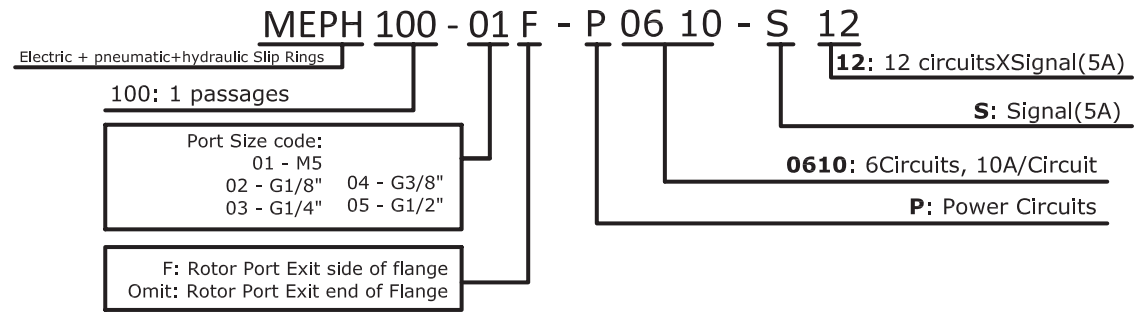 MEPH 100 - 01 F - P 06 10 - S 12
Electric + pneumatic+hydraulic Slip Rings
12: 12 circuitsXSignal(5A)
100: 1 passages
S: Signal(5A)
Port Size code:
01 - M5
02 - G1/8" 04 - G3/8"
03 - G1/4" 05 - G1/2"
0610: 6Circuits, 10A/Circuit
P: Power Circuits
F: Rotor Port Exit side of flange
Omit: Rotor Port Exit end of Flange